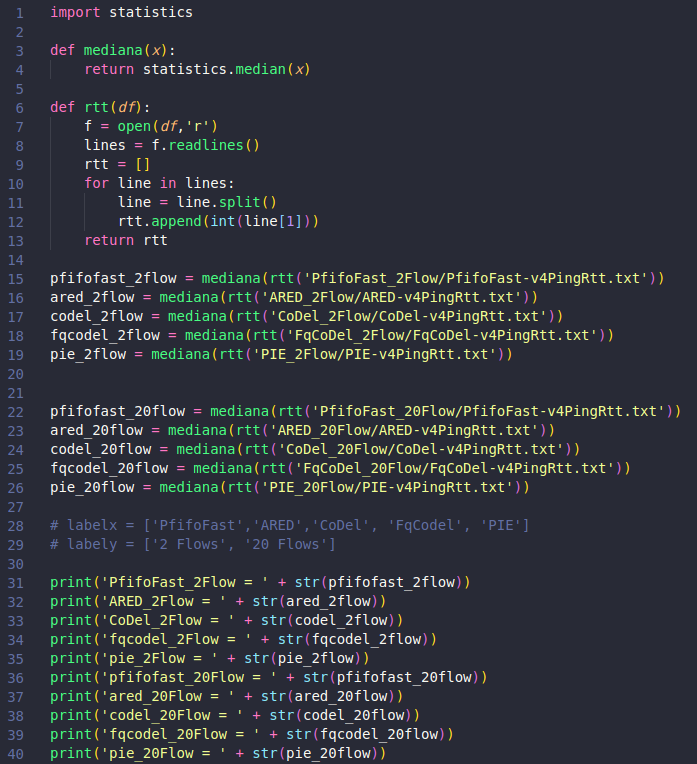 1 import statistics
2
3 def mediana(x):
4     return statistics.median(x)
5
6 def rtt(df):
7     f = open(df,'r')
8     lines = f.readlines()
9     rtt = []
10     for line in lines:
11         line = line.split()
12         rtt.append(int(line[1]))
13     return rtt
14
15 pfifofast_2flow = mediana(rtt('PfifoFast_2Flow/PfifoFast-v4PingRtt.txt'))
16 ared_2flow = mediana(rtt('ARED_2Flow/ARED-v4PingRtt.txt'))
17 codel_2flow = mediana(rtt('CoDel_2Flow/CoDel-v4PingRtt.txt'))
18 fqcodel_2flow = mediana(rtt('FqCoDel_2Flow/FqCoDel-v4PingRtt.txt'))
19 pie_2flow = mediana(rtt('PIE_2Flow/PIE-v4PingRtt.txt'))
20
21
22 pfifofast_20flow = mediana(rtt('PfifoFast_20Flow/PfifoFast-v4PingRtt.txt'))
23 ared_20flow = mediana(rtt('ARED_20Flow/ARED-v4PingRtt.txt'))
24 codel_20flow = mediana(rtt('CoDel_20Flow/CoDel-v4PingRtt.txt'))
25 fqcodel_20flow = mediana(rtt('FqCoDel_20Flow/FqCoDel-v4PingRtt.txt'))
26 pie_20flow = mediana(rtt('PIE_20Flow/PIE-v4PingRtt.txt'))
27
28 # labelx = ['PfifoFast','ARED','CoDel', 'FqCodel', 'PIE']
29 # labely = ['2 Flows', '20 Flows']
30
31 print('PfifoFast_2Flow = ' + str(pfifofast_2flow))
32 print('ARED_2Flow = ' + str(ared_2flow))
33 print('CoDel_2Flow = ' + str(codel_2flow))
34 print('fqcodel_2Flow = ' + str(fqcodel_2flow))
35 print('pie_2Flow = ' + str(pie_2flow))
36 print('pfifofast_20Flow = ' + str(pfifofast_20flow))
37 print('ared_20Flow = ' + str(ared_20flow))
38 print('codel_20Flow = ' + str(codel_20flow))
39 print('fqcodel_20Flow = ' + str(fqcodel_20flow))
40 print('pie_20Flow = ' + str(pie_20flow))